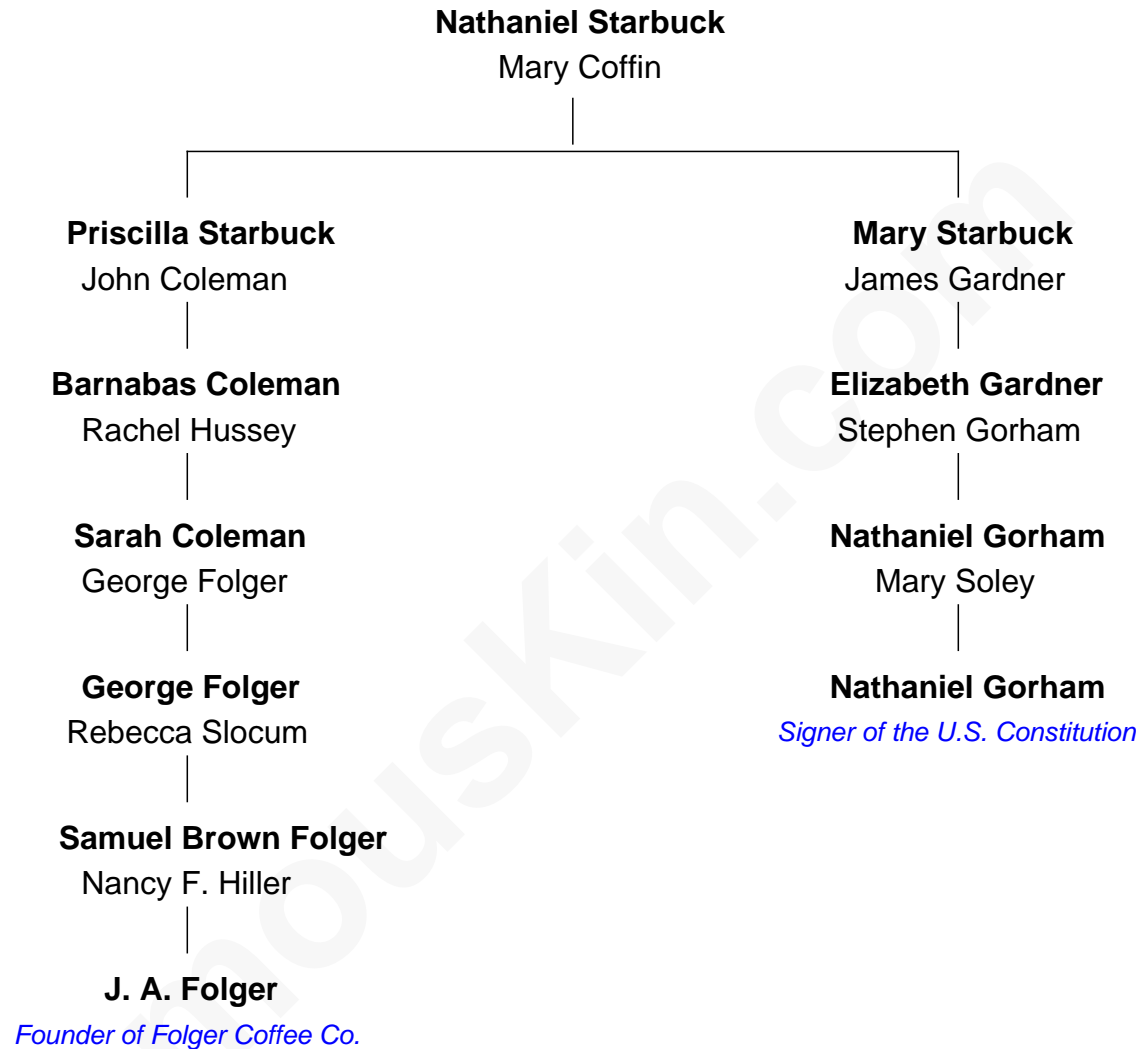 Nathaniel Starbuck
Mary Coffin
Priscilla Starbuck
John Coleman
Mary Starbuck
James Gardner
Barnabas Coleman
Rachel Hussey
Elizabeth Gardner
Stephen Gorham
Sarah Coleman
George Folger
Nathaniel Gorham
Mary Soley
George Folger
Rebecca Slocum
Nathaniel Gorham
Signer of the U.S. Constitution
Samuel Brown Folger
Nancy F. Hiller
J. A. Folger
Founder of Folger Coffee Co.
mouskin.com